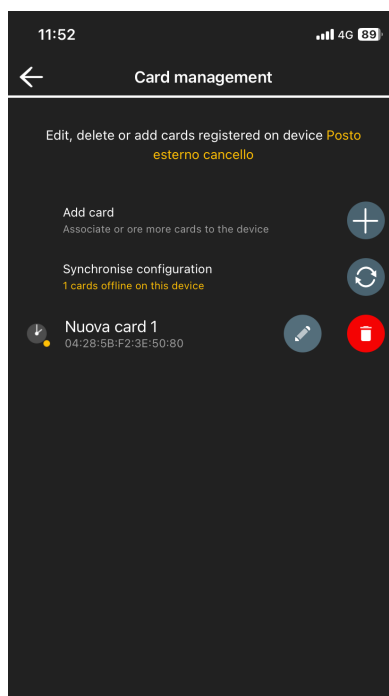 11:52
4G 89
Card management
Edit, delete or add cards registered on device Posto
esterno cancello
Add card
Associate or ore more cards to the device
Synchronise configuration
1 cards offline on this device
Nuova card 1
04:28:5B:F2:3E:50:80